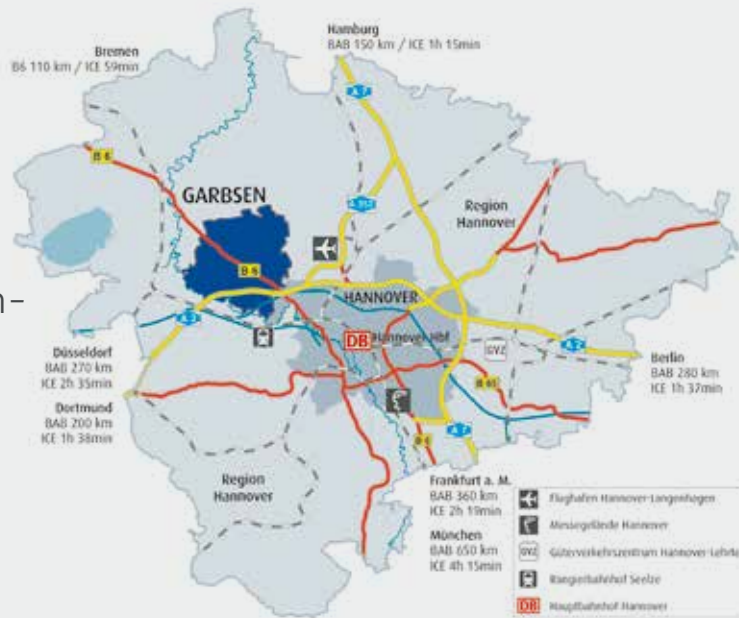 Hamburg
BAB 150 km / ICE 1h 15min
Bremen
B6 110 km / ICE 59min
A 7
B 6
GARBSEN
A 352
Region
Hannover
B 6
n-
HANNOVER
A 2
DB
Hannover Hbf
GVZ
A 2
Düsseldorf
BAB 270 km
ICE 2h 35min
Berlin
BAB 280 km
ICE 1h 37min
B 65
Dortmund
BAB 200 km
ICE 1h 38min
B 6
A 7
Region
Hannover
Frankfurt a. M.
BAB 360 km
ICE 2h 19min
München
BAB 650 km
ICE 4h 15min
Flughafen Hannover-Langenhagen
Messegelände Hannover
GVZ Güterverkehrszentrum Hannover-Lehrte
Rangierbahnhof Seelze
DB Hauptbahnhof Hannover